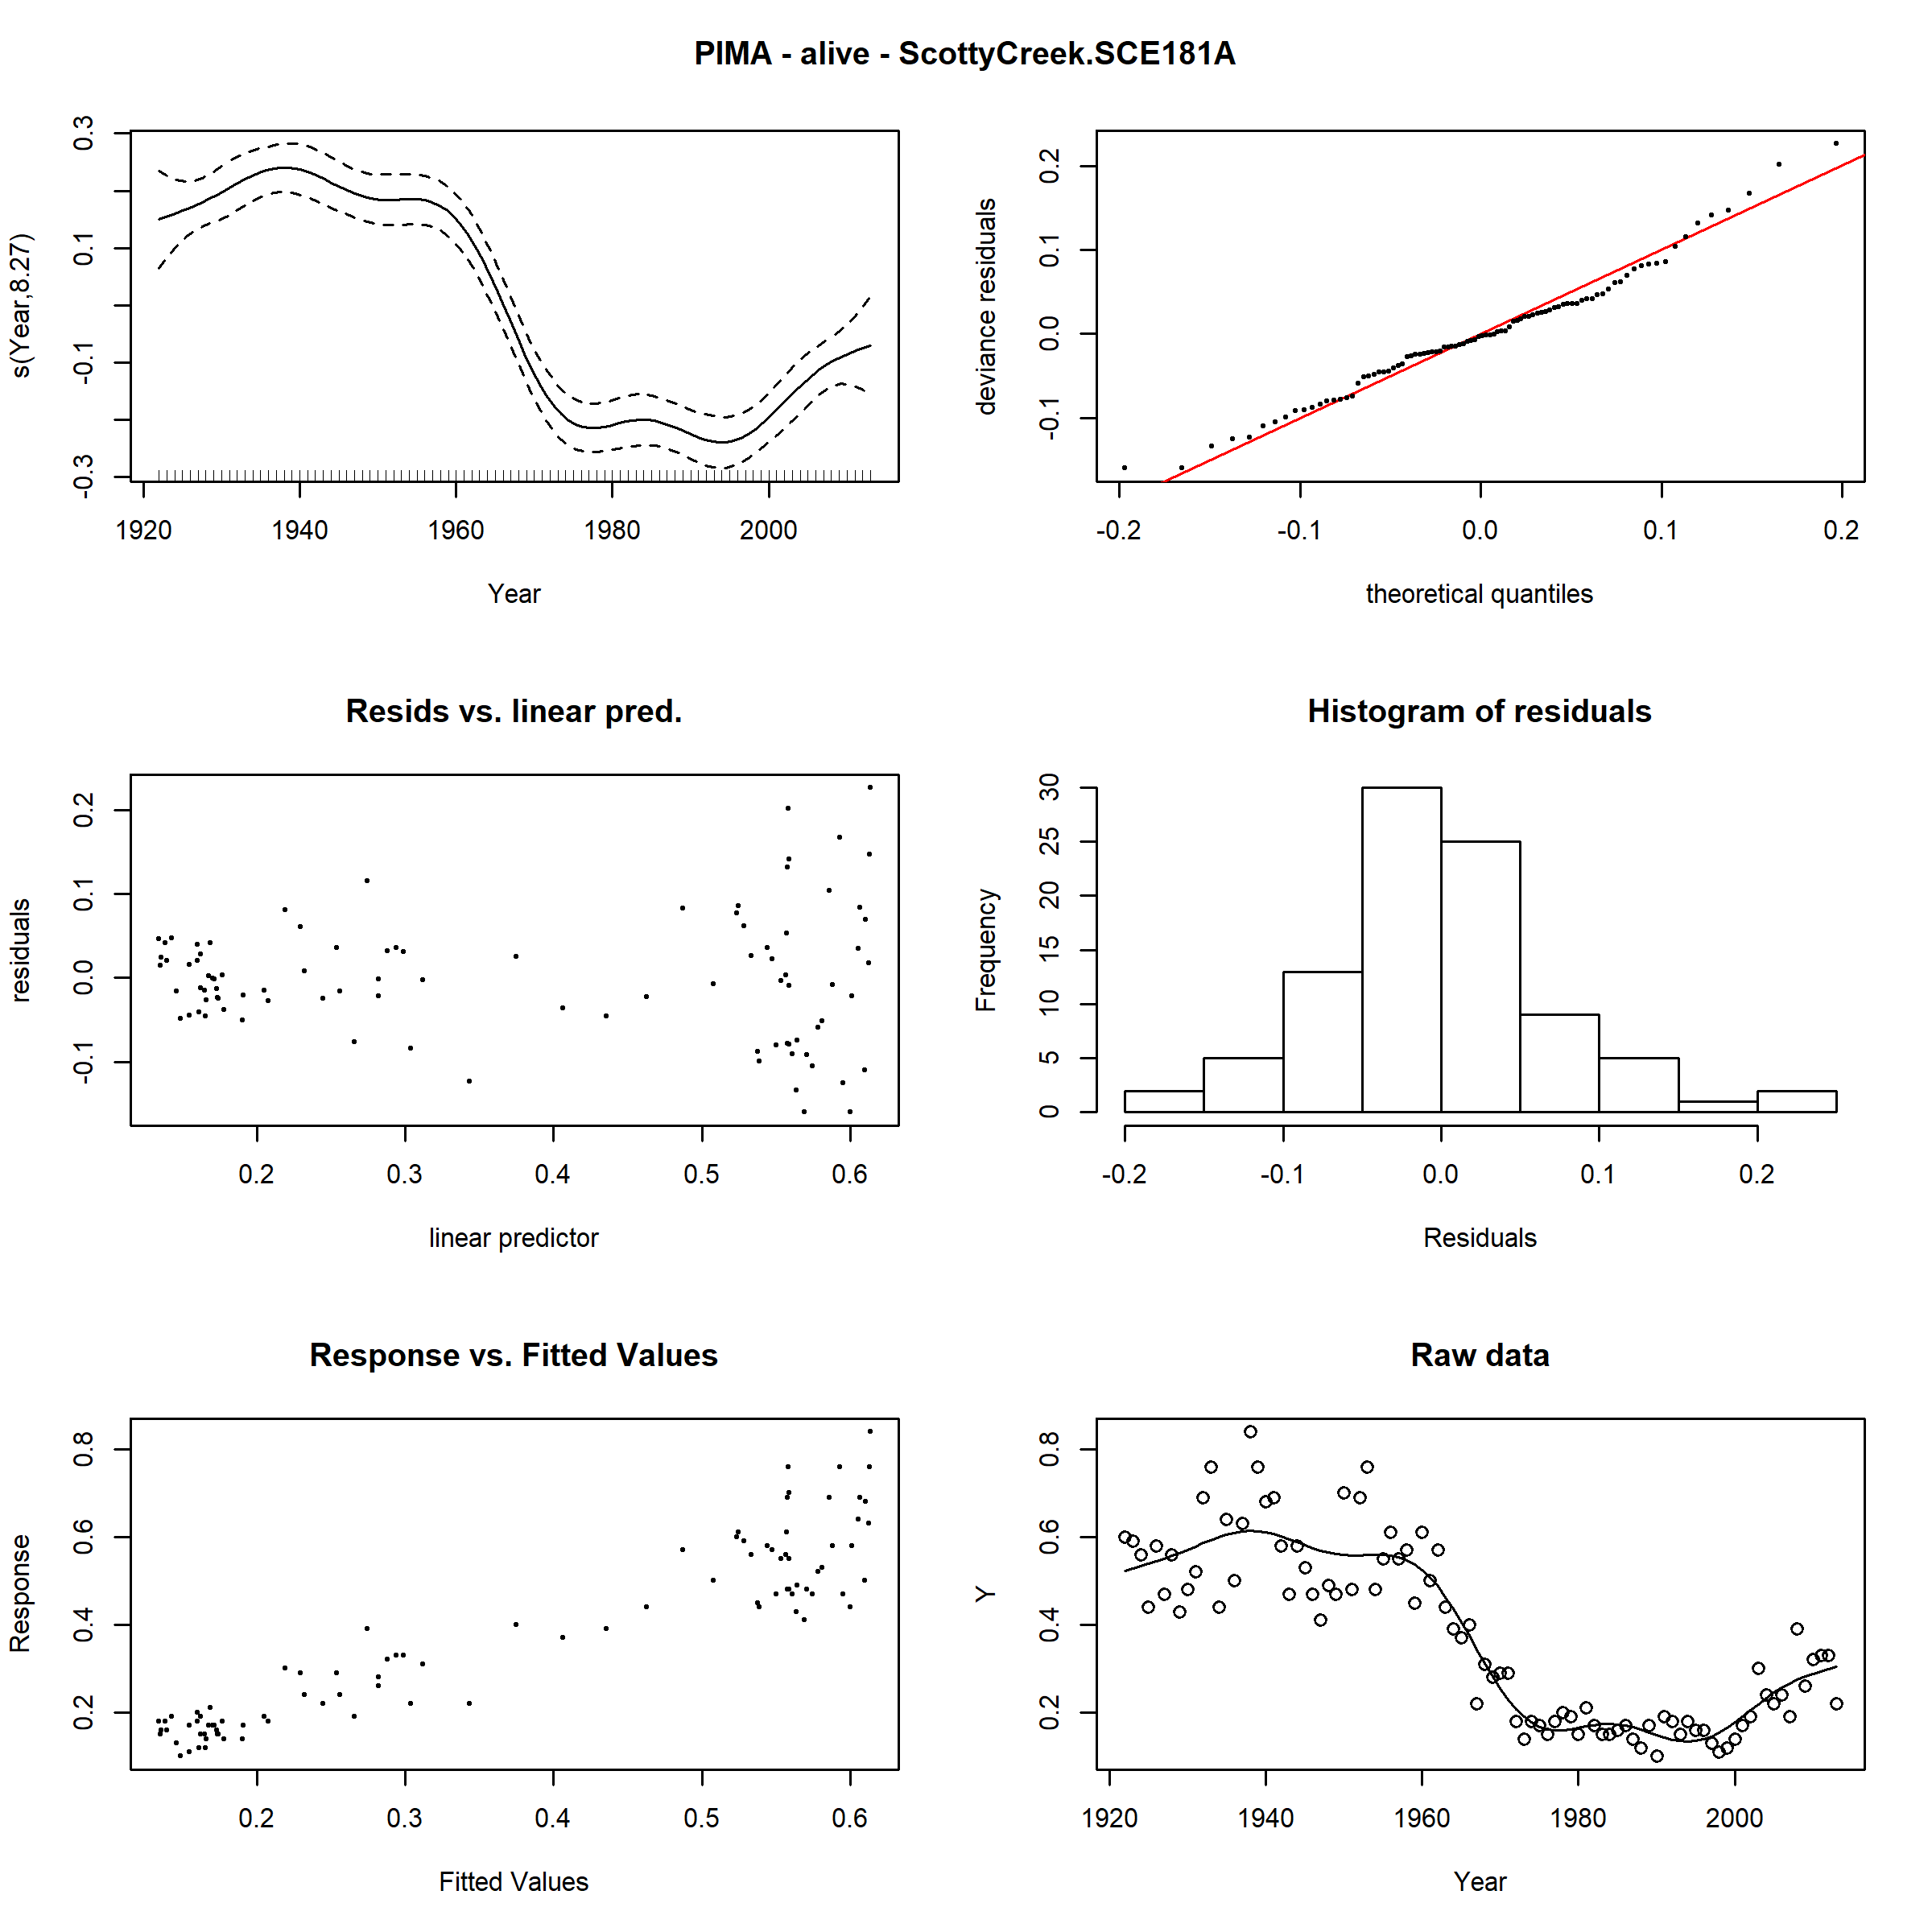 PIMA - alive - ScottyCreek.SCE181A
s(Year,8.27)
0.3
0.1
-0.1
-0.3
1920 1940 1960 1980 2000
Year
deviance residuals
0.2
0.1
0.0
-0.1
-0.2 -0.1 0.0 0.1 0.2
theoretical quantiles
Resids vs. linear pred.
residuals
0.2
0.1
0.0
-0.1
0.2 0.3 0.4 0.5 0.6
linear predictor
Histogram of residuals
Frequency
30
25
20
15
10
5
0
-0.2 -0.1 0.0 0.1 0.2
Residuals
Response vs. Fitted Values
Response
0.8
0.6
0.4
0.2
0.2 0.3 0.4 0.5 0.6
Fitted Values
Raw data
Y
0.8
0.6
0.4
0.2
1920 1940 1960 1980 2000
Year